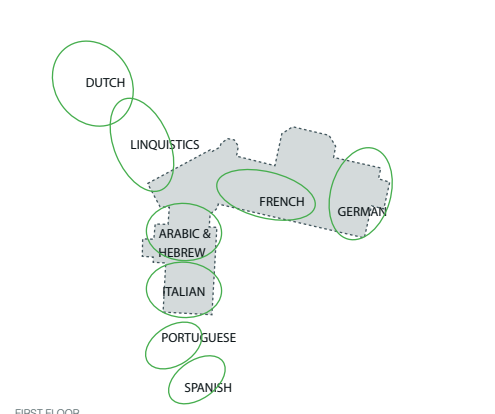 DUTCH
LINQUISTICS
FRENCH
GERMAN
ARABIC &
HEBREW
ITALIAN
PORTUGUESE
SPANISH
FIRST FLOOR